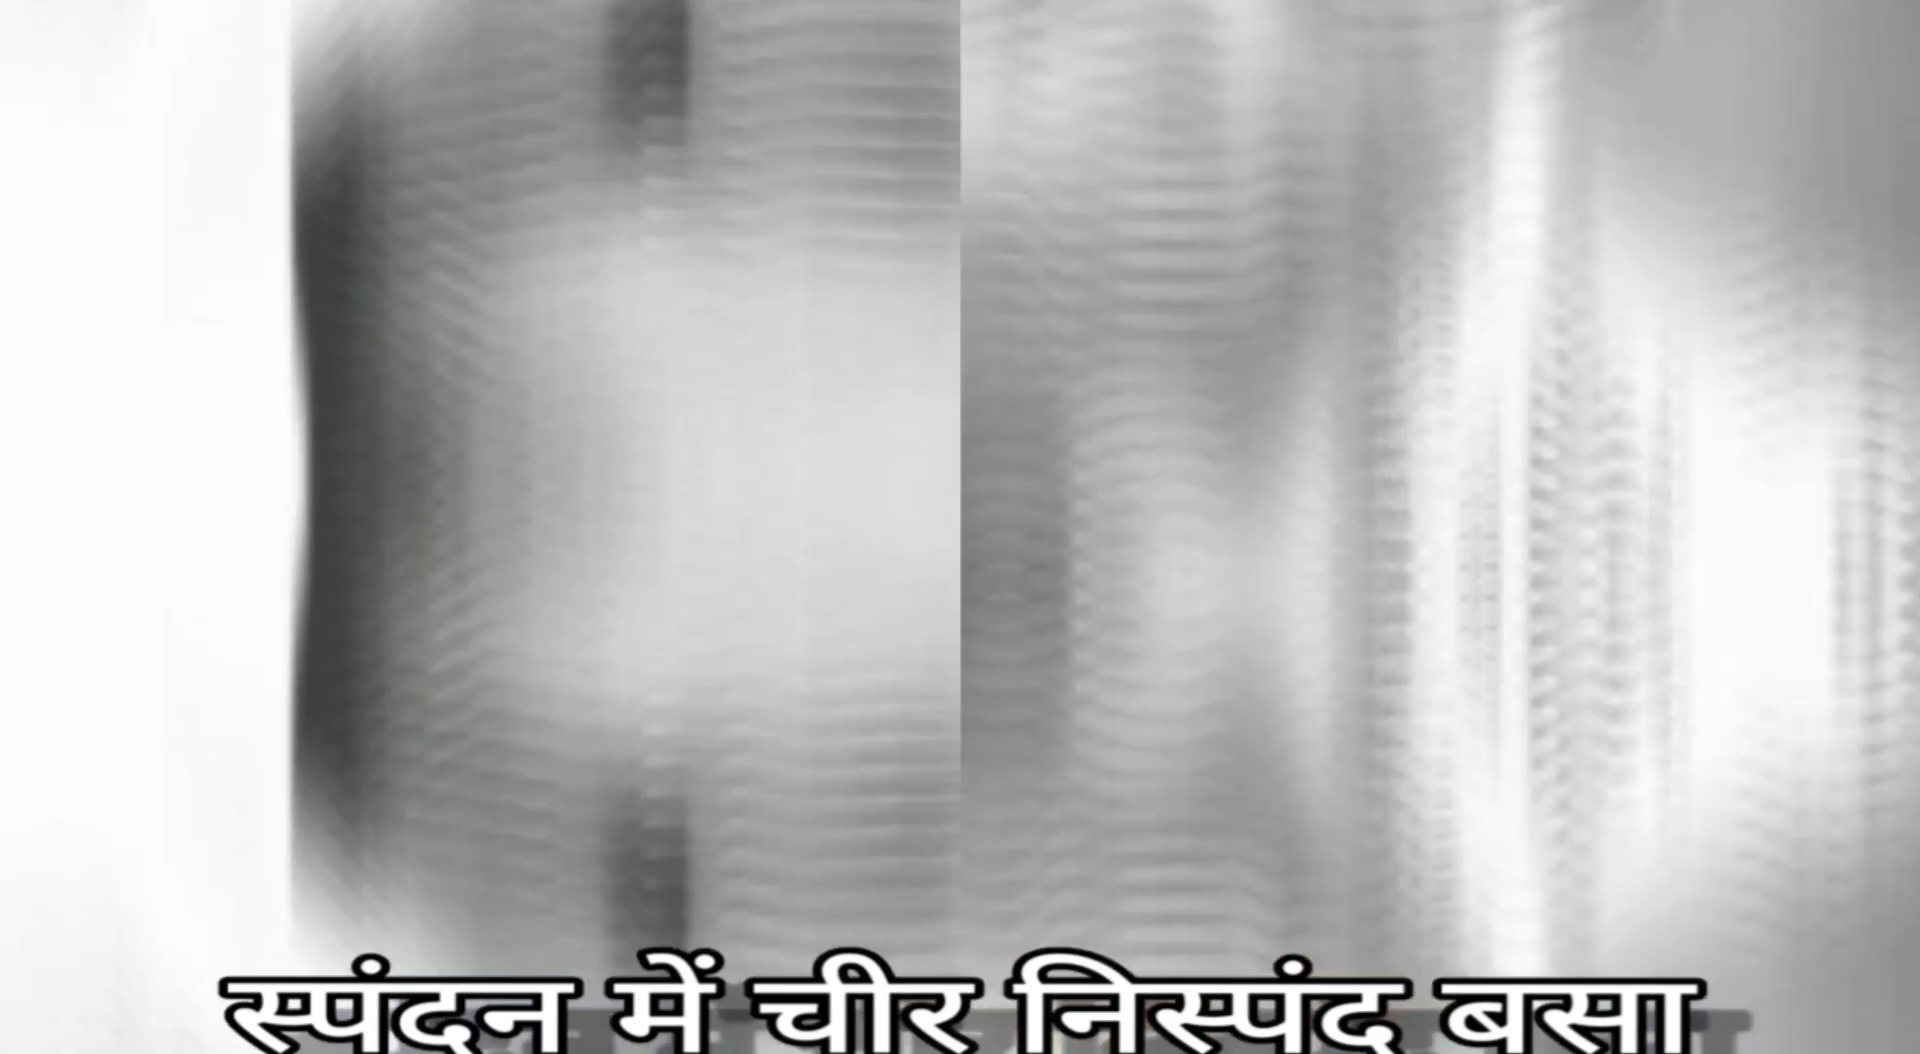 स्पंदन में चीर निस्पंद बसा